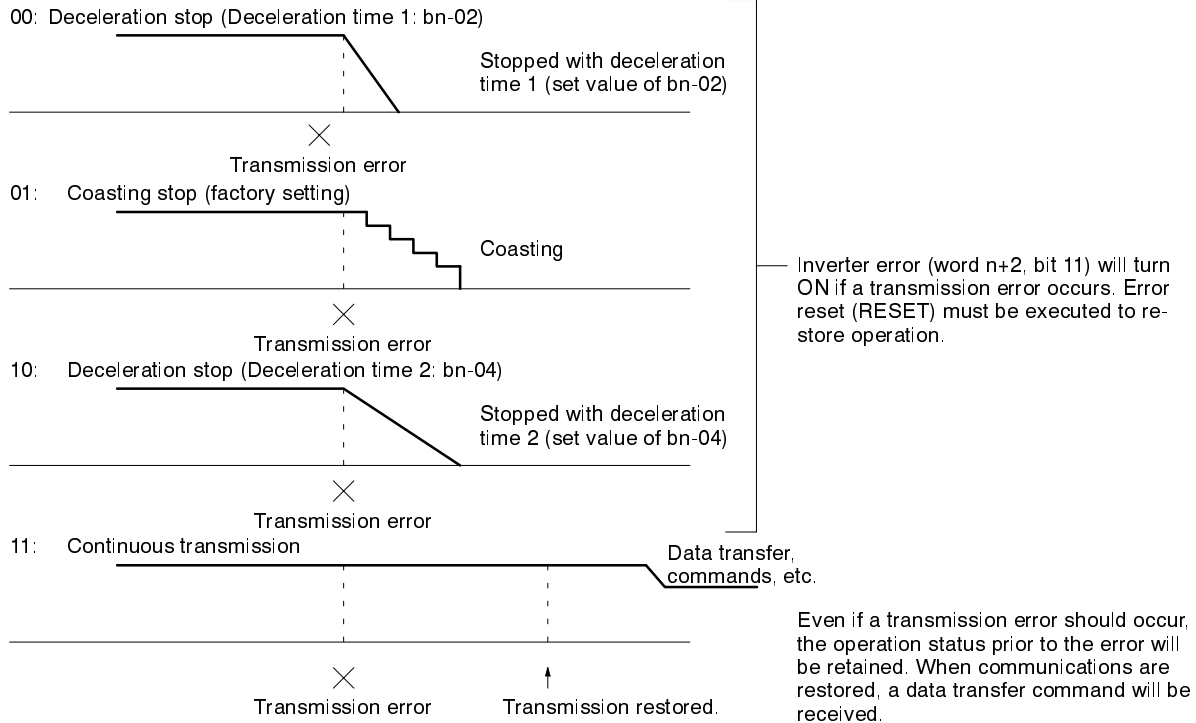 00: Deceleration stop (Deceleration time 1: bn-02)
Stopped with deceleration
time 1 (set value of bn-02)
Transmission error
01: Coasting stop (factory setting)
Coasting
Transmission error
Inverter error (word n+2, bit 11) will turn
ON if a transmission error occurs. Error
reset (RESET) must be executed to re-
store operation.
10: Deceleration stop (Deceleration time 2: bn-04)
Stopped with deceleration
time 2 (set value of bn-04)
Transmission error
11: Continuous transmission
Data transfer,
commands, etc.
Transmission error
Transmission restored.
Even if a transmission error should occur,
the operation status prior to the error will
be retained. When communications are
restored, a data transfer command will be
received.